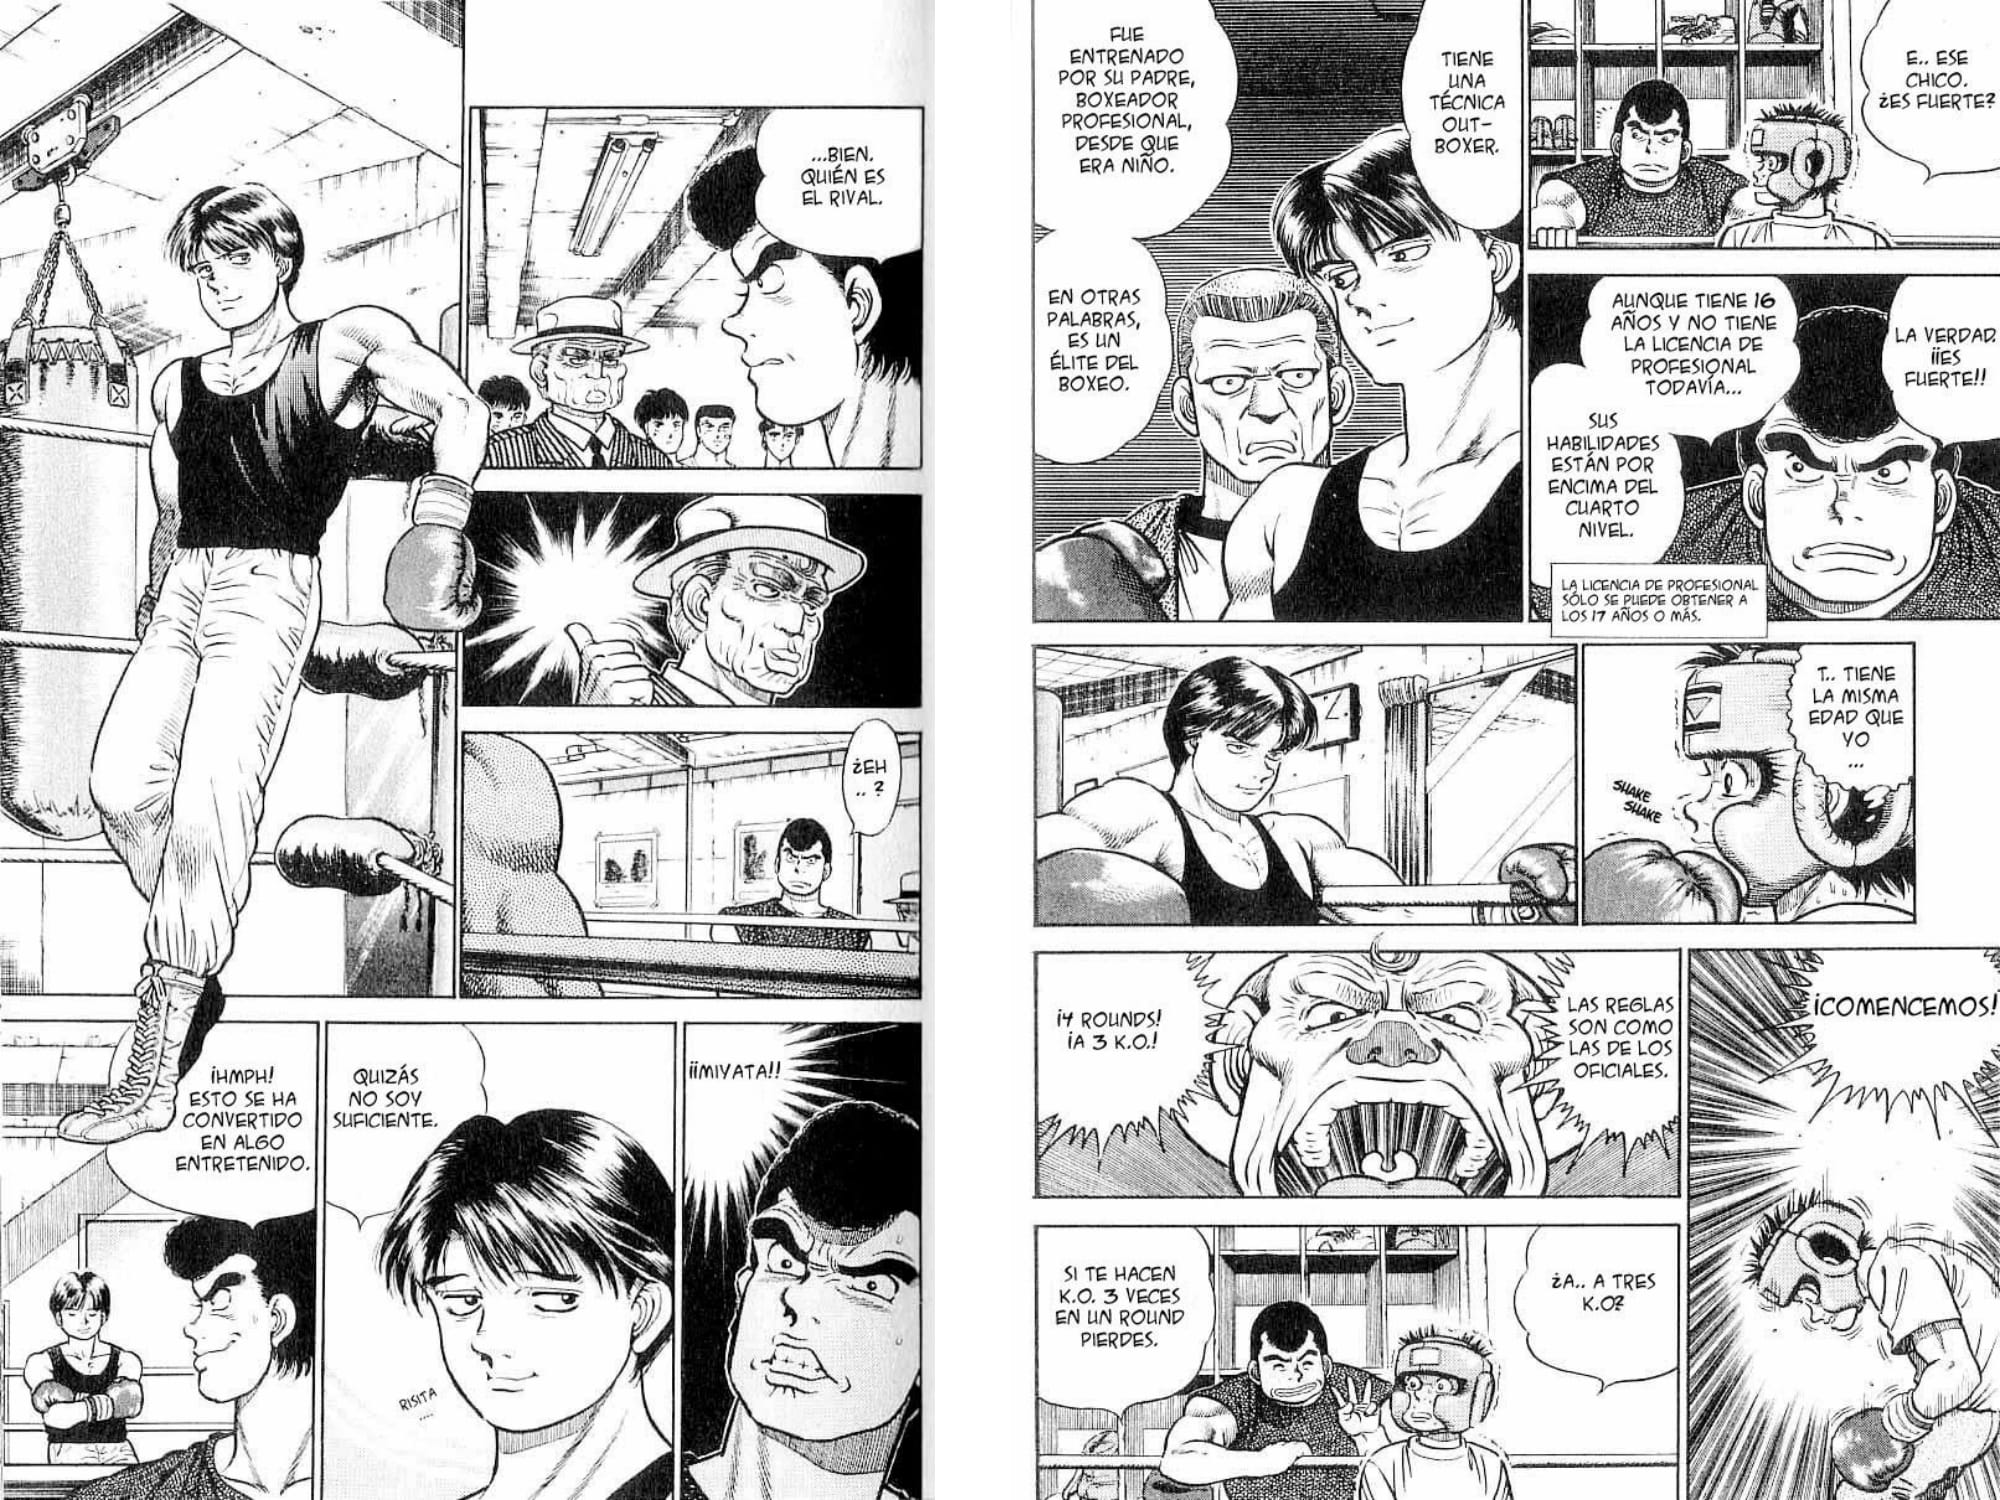 ...BIEN.
QUIÉN ES
EL RIVAL.
¿EH
.. ?
¡¡MIYATA!!
QUIZÁS
NO SOY
SUFICIENTE.
RISITA
....
¡HMPH!
ESTO SE HA
CONVERTIDO
EN ALGO
ENTRETENIDO.
E.. ESE
CHICO.
¿ES FUERTE?
LA VERDAD.
¡¡ES
FUERTE!!
AUNQUE TIENE 16
AÑOS Y NO TIENE
LA LICENCIA DE
PROFESIONAL
TODAVÍA...
SUS
HABILIDADES
ESTÁN POR
ENCIMA DEL
CUARTO
NIVEL.
LA LICENCIA DE PROFESIONAL
SÓLO SE PUEDE OBTENER A
LOS 17 AÑOS O MÁS.
TIENE
UNA
TÉCNICA
OUT-
BOXER.
FUE
ENTRENADO
POR SU PADRE,
BOXEADOR
PROFESIONAL,
DESDE QUE
ERA NIÑO.
EN OTRAS
PALABRAS,
ES UN
ÉLITE DEL
BOXEO.
T.. TIENE
LA MISMA
EDAD QUE
YO
...
SHAKE
SHAKE
¡COMENCEMOS!
LAS REGLAS
SON COMO
LAS DE LOS
OFICIALES.
¡4 ROUNDS!
¡A 3 K.O.!
¿A.. A TRES
K.O?
SI TE HACEN
K.O. 3 VECES
EN UN ROUND
PIERDES.